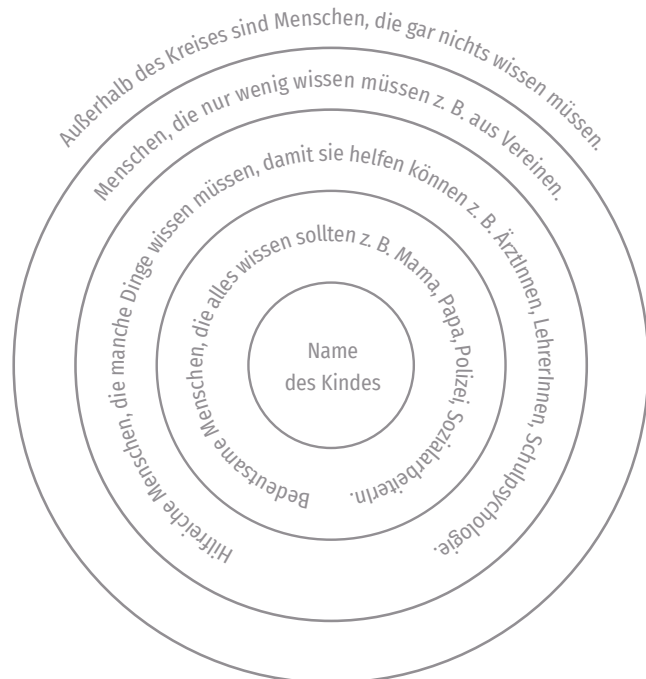 Außerhalb des Kreises sind Menschen, die gar nichts wissen müssen.
Menschen, die nur wenig wissen müssen z. B. aus Vereinen.
Hilfreiche Menschen, die manche Dinge wissen müssen, damit sie helfen können z. B. ÄrztInnen, LehrerInnen, Schulpsychologie.
Bedeutsame Menschen, die alles wissen sollten z. B. Mama, Papa, Polizei, SozialarbeiterIn.
Name
des Kindes